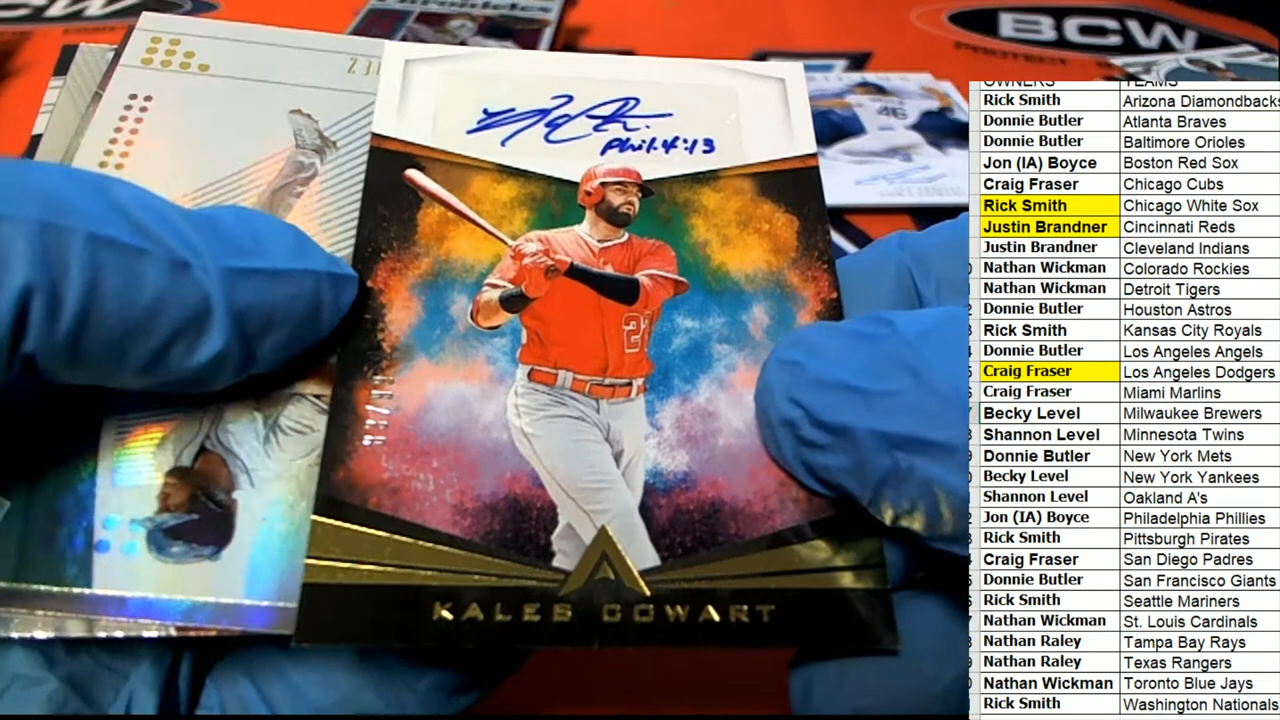 BCW
46
Phil. 4:13
2
KALEB COWART
OWNERS TEAMS
Rick Smith Arizona Diamondbacks
Donnie Butler Atlanta Braves
Donnie Butler Baltimore Orioles
Jon (IA) Boyce Boston Red Sox
Craig Fraser Chicago Cubs
Rick Smith Chicago White Sox
Justin Brandner Cincinnati Reds
Justin Brandner Cleveland Indians
Nathan Wickman Colorado Rockies
Nathan Wickman Detroit Tigers
Donnie Butler Houston Astros
Rick Smith Kansas City Royals
Donnie Butler Los Angeles Angels
Craig Fraser Los Angeles Dodgers
Craig Fraser Miami Marlins
Becky Level Milwaukee Brewers
Shannon Level Minnesota Twins
Donnie Butler New York Mets
Becky Level New York Yankees
Shannon Level Oakland A's
Jon (IA) Boyce Philadelphia Phillies
Rick Smith Pittsburgh Pirates
Craig Fraser San Diego Padres
Donnie Butler San Francisco Giants
Rick Smith Seattle Mariners
Nathan Wickman St. Louis Cardinals
Nathan Raley Tampa Bay Rays
Nathan Raley Texas Rangers
Nathan Wickman Toronto Blue Jays
Rick Smith Washington Nationals